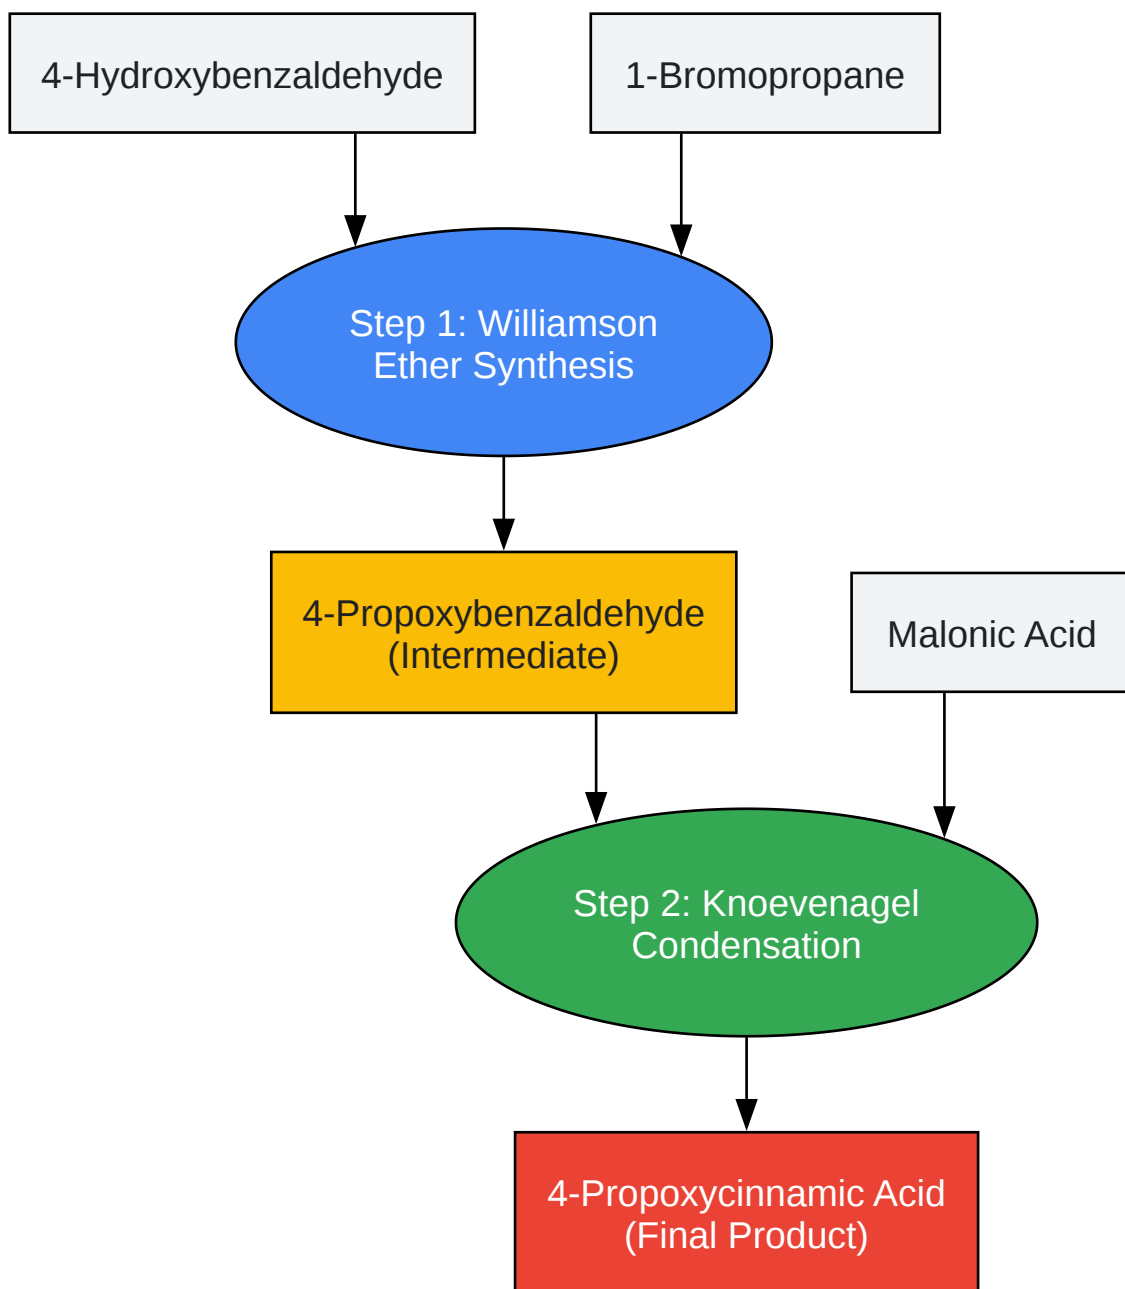 4-Hydroxybenzaldehyde
1-Bromopropane
Step 1: Williamson
Ether Synthesis
4-Propoxybenzaldehyde
(Intermediate)
Malonic Acid
Step 2: Knoevenagel
Condensation
4-Propoxycinnamic Acid
(Final Product)